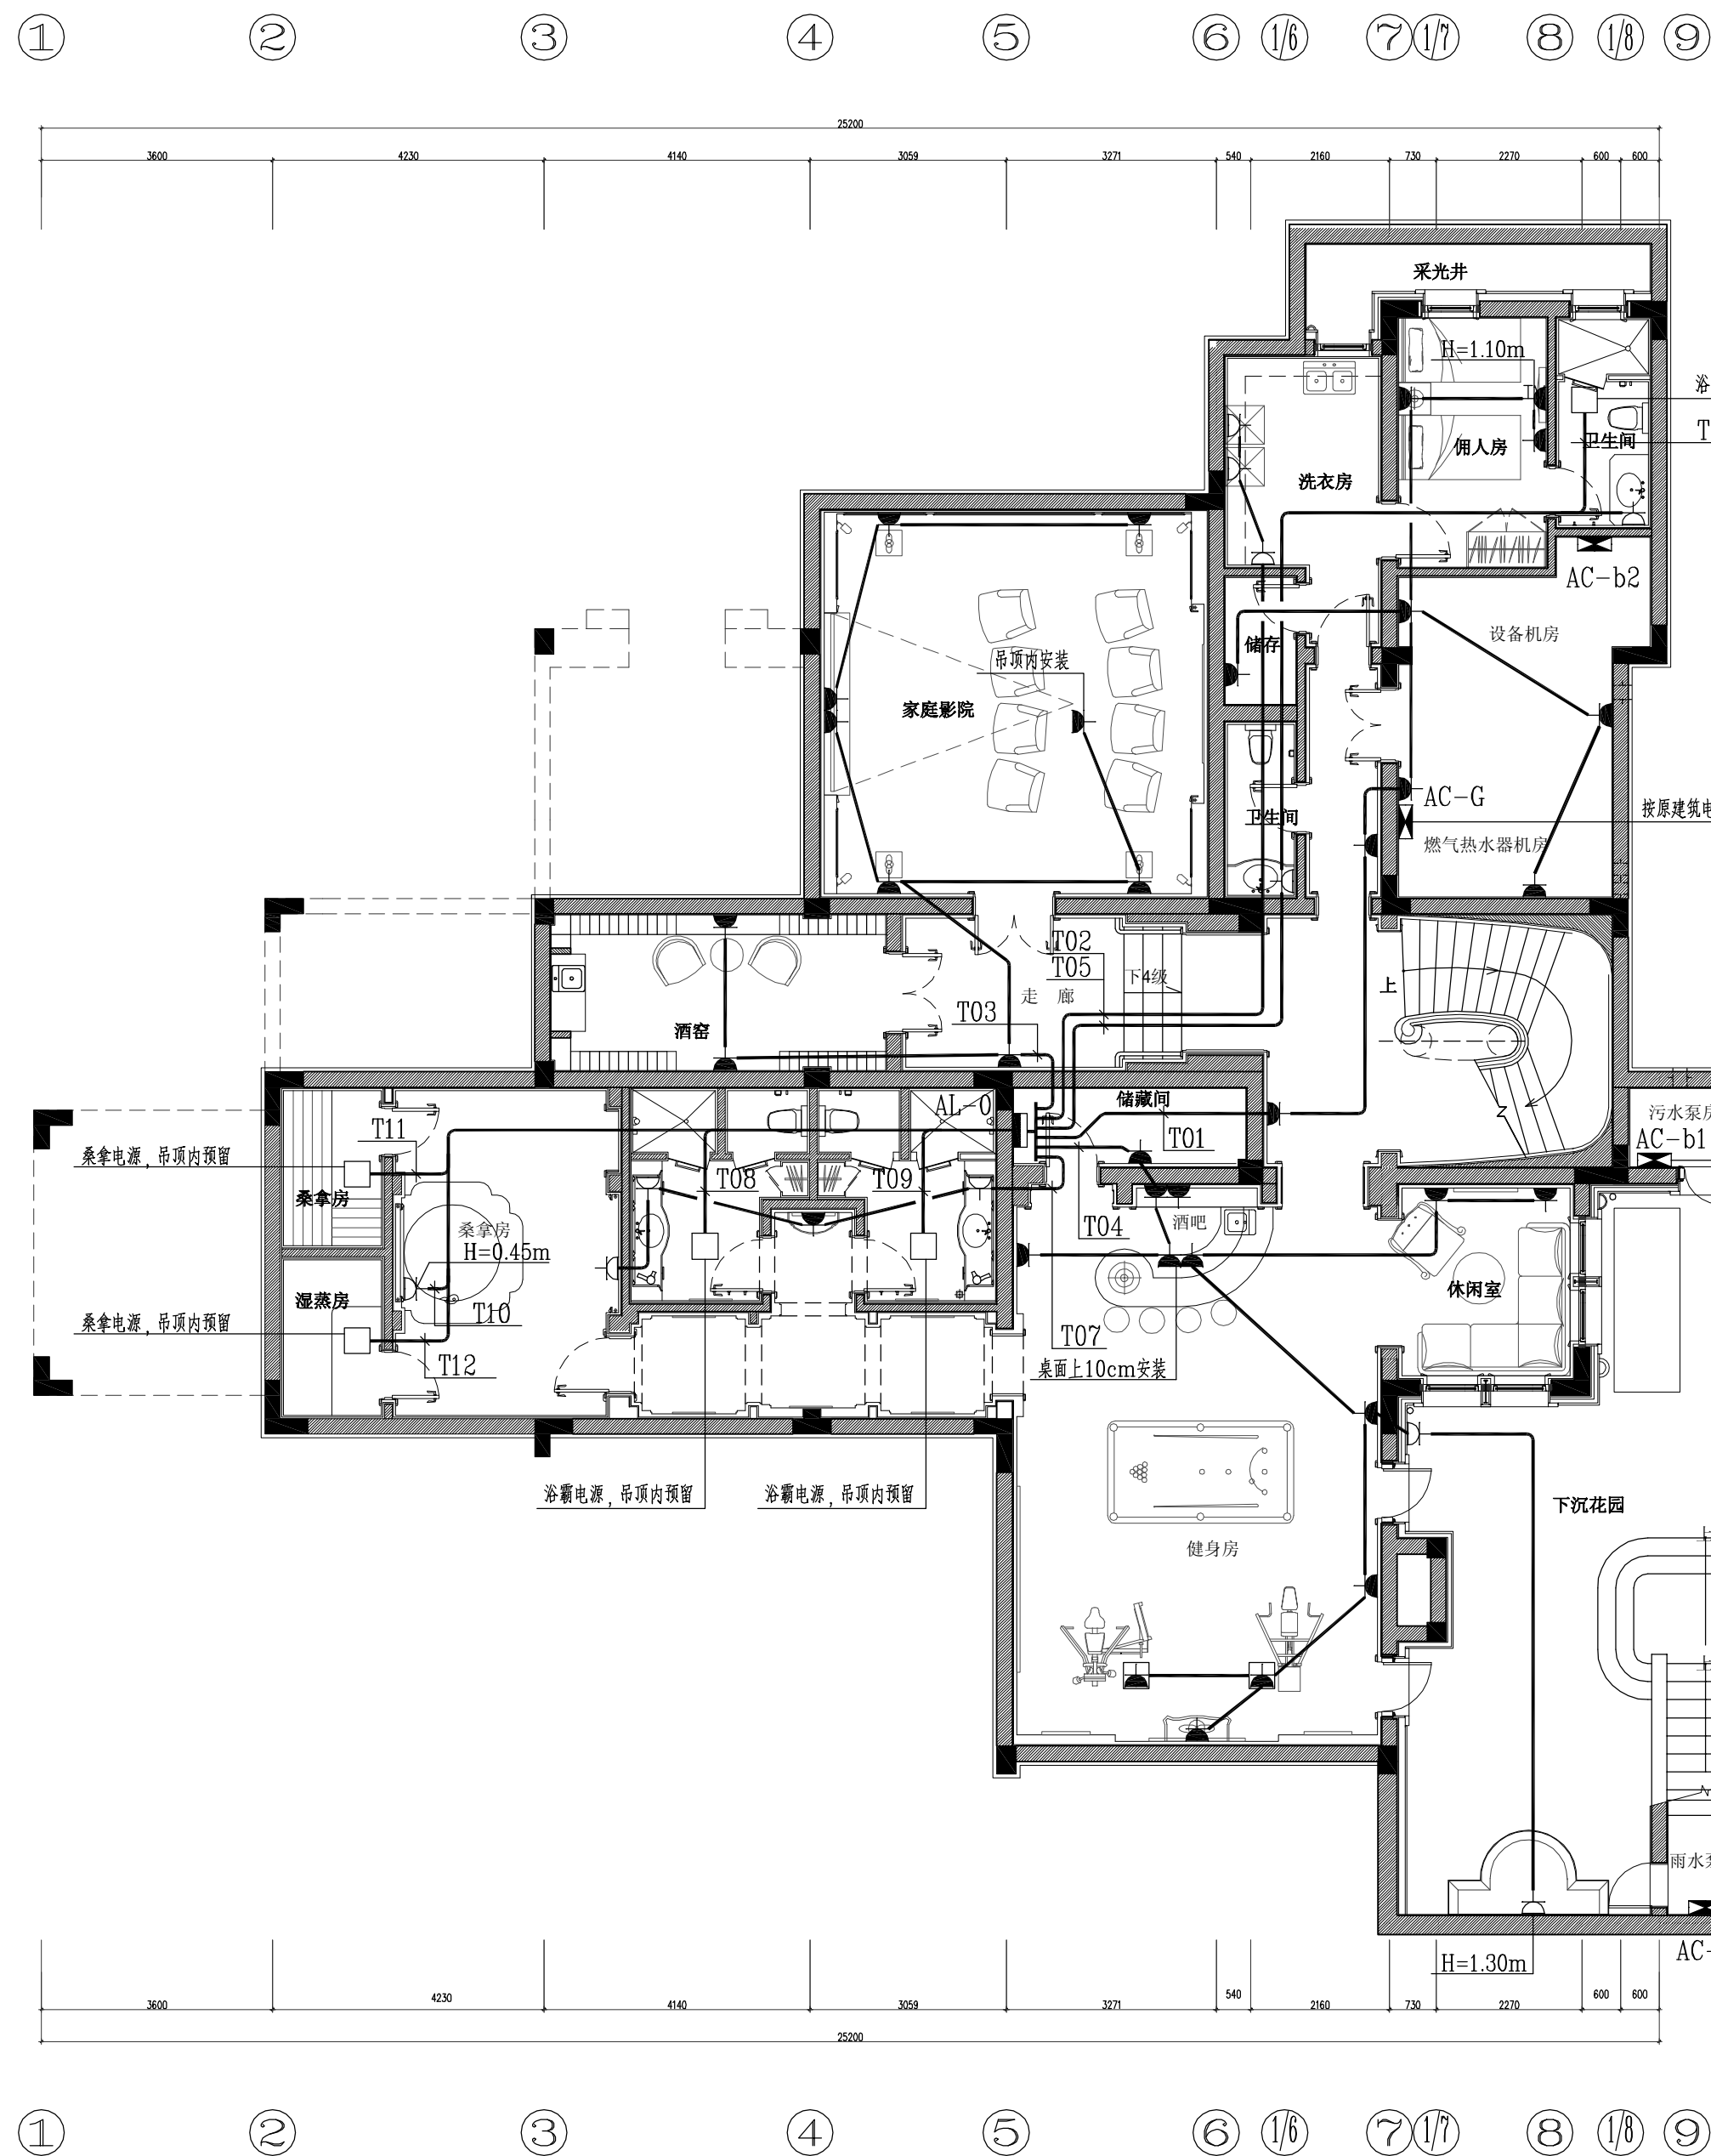 ① ② ③ ④ ⑤ ⑥ 1/6 ⑦ 1/7 ⑧ 1/8 ⑨
25200
3600 4230 4140 3059 3271 540 2160 730 2270 600 600
采光井
H=1.10m
浴
T
佣人房
卫生间
洗衣房
AC-b2
设备机房
储存
吊顶内安装
家庭影院
AC-G
按原建筑电
卫生间
燃气热水器机房
T02
T05
下4级
走 廊
上
T03
酒窖
储藏间
AL-0
污水泵房
AC-b1
T11
T01
桑拿电源,吊顶内预留
T08
T09
桑拿房
桑拿房
酒吧
T04
H=0.45m
休闲室
湿蒸房
T10
桑拿电源,吊顶内预留
T07
T12
桌面上10cm安装
浴霸电源,吊顶内预留
浴霸电源,吊顶内预留
下沉花园
健身房
雨水
AC-
H=1.30m
3600 4230 4140 3059 3271 540 2160 730 2270 600 600
25200
① ② ③ ④ ⑤ ⑥ 1/6 ⑦ 1/7 ⑧ 1/8 ⑨